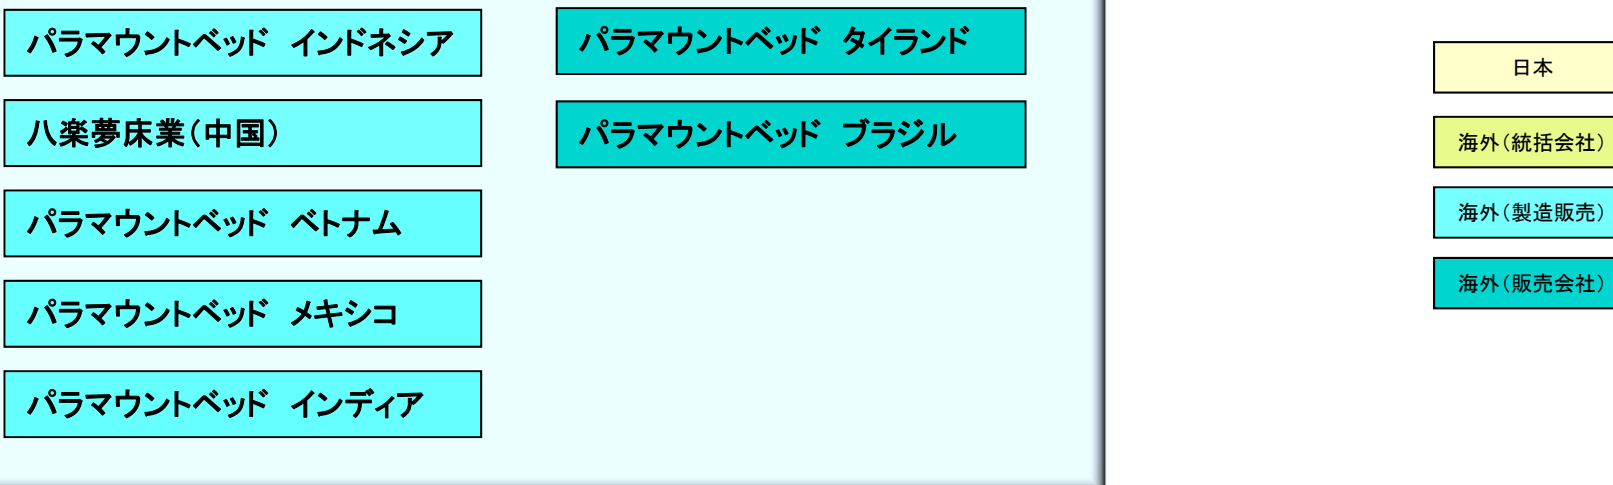 パラマウントベッド　インドネシア
八楽夢床業（中国）
パラマウントベッド　ベトナム
パラマウントベッド　メキシコ
パラマウントベッド　インディア
パラマウントベッド　タイランド
パラマウントベッド　ブラジル
日本
海外（統括会社）
海外（製造販売）
海外（販売会社）